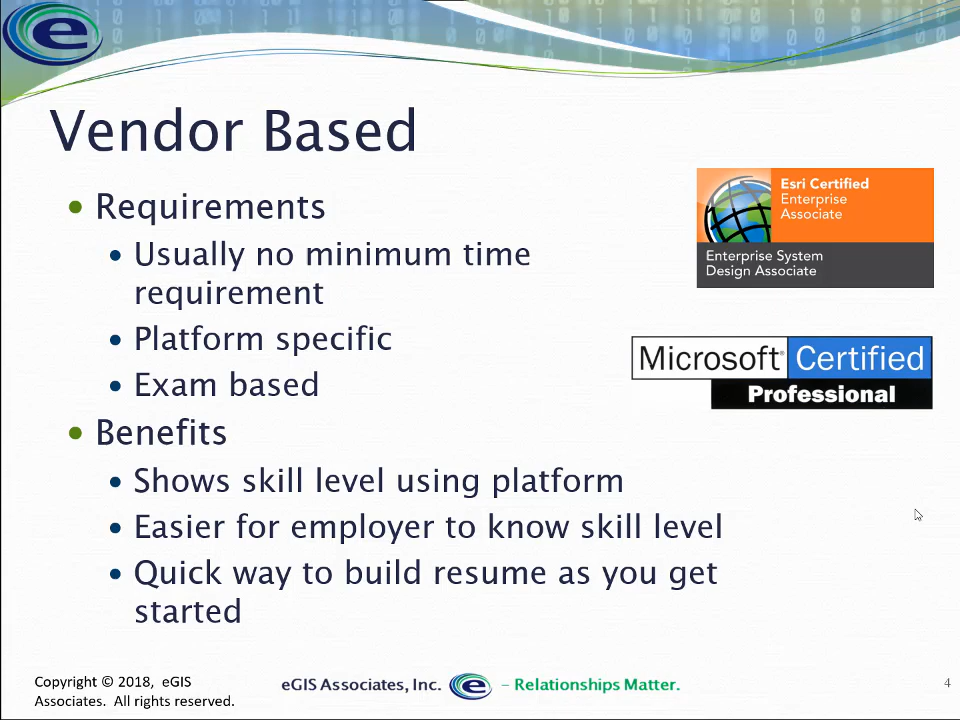 e
Vendor Based
• Requirements
• Usually no minimum time
requirement
• Platform specific
• Exam based
• Benefits
• Shows skill level using platform
• Easier for employer to know skill level
• Quick way to build resume as you get
started
Esri Certified
Enterprise
Associate
Enterprise System
Design Associate
Microsoft® Certified
Professional
Copyright © 2018, eGIS
Associates. All rights reserved.
eGIS Associates, Inc. e – Relationships Matter.
4